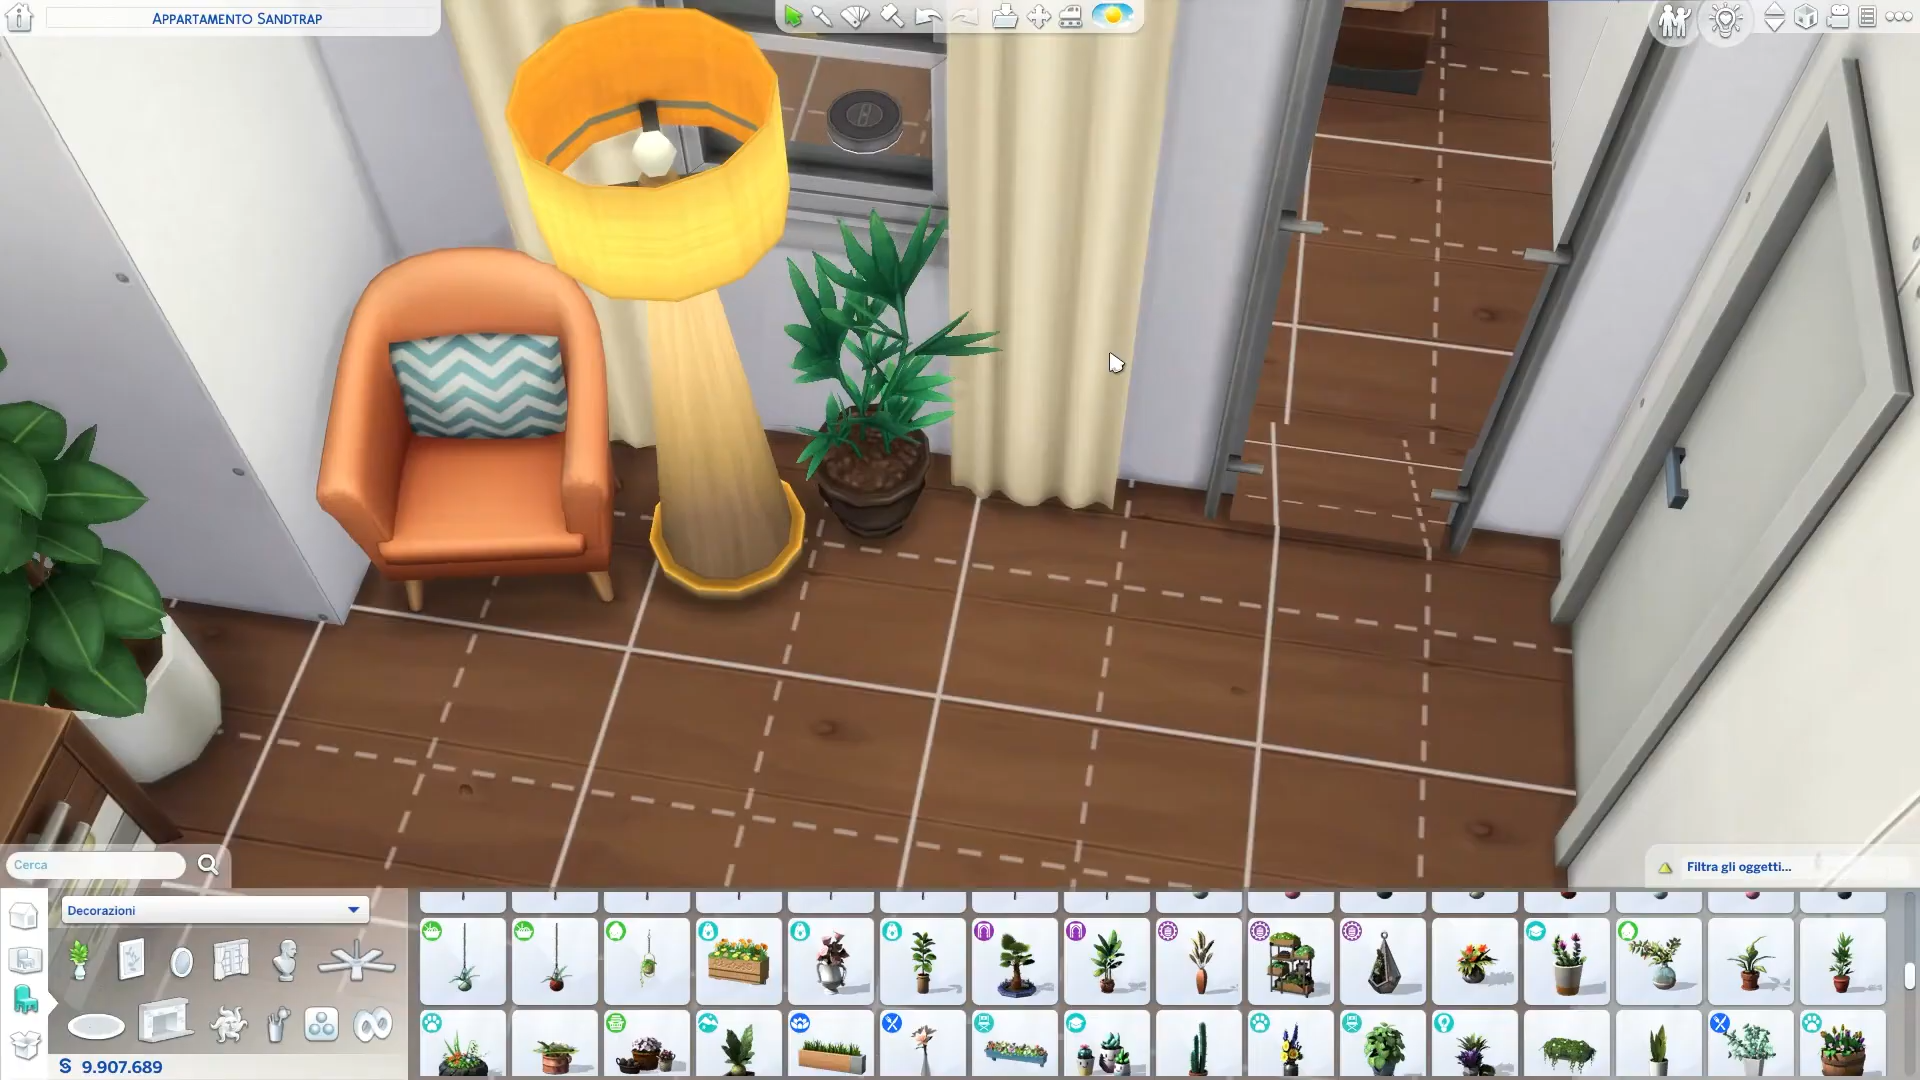 Appartamento Sandtrap
Cerca
Filtra gli oggetti...
Decorazioni
9.907.689